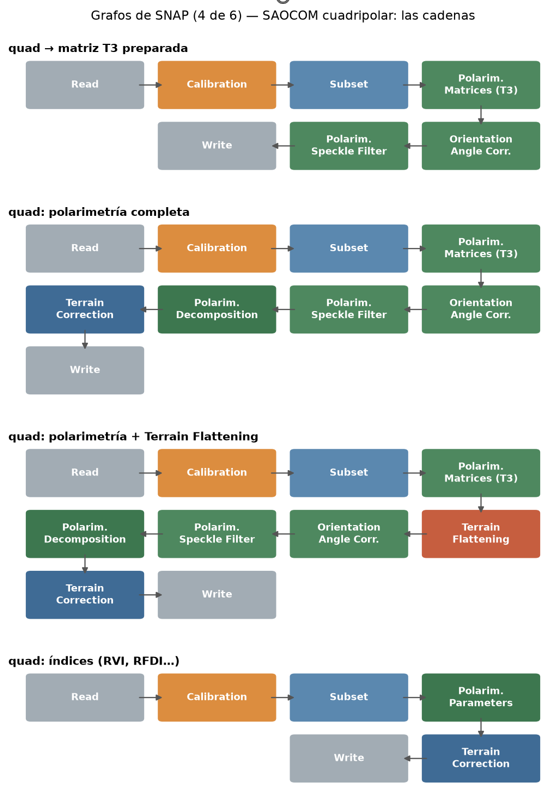 Grafos de SNAP (4 de 6) — SAOCOM cuadripolar: las cadenas
quad → matriz T3 preparada
Read
Calibration
Subset
Polarim.
Matrices (T3)
Write
Polarim.
Speckle Filter
Orientation
Angle Corr.
quad: polarimetría completa
Read
Calibration
Subset
Polarim.
Matrices (T3)
Terrain
Correction
Polarim.
Decomposition
Polarim.
Speckle Filter
Orientation
Angle Corr.
Write
quad: polarimetría + Terrain Flattening
Read
Calibration
Subset
Polarim.
Matrices (T3)
Polarim.
Decomposition
Polarim.
Speckle Filter
Orientation
Angle Corr.
Terrain
Flattening
Terrain
Correction
Write
quad: índices (RVI, RFDI…)
Read
Calibration
Subset
Polarim.
Parameters
Write
Terrain
Correction